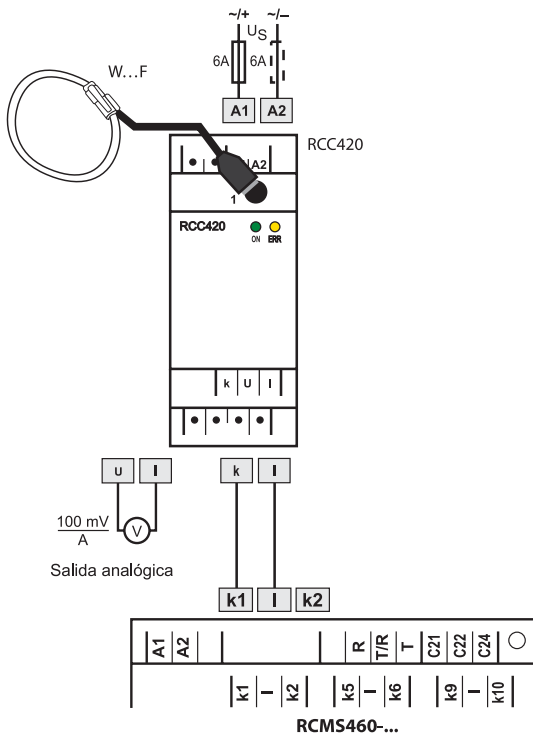 ~/+ ~/–
U_S
6A 6A
W...F
A1 A2
RCC420
A2
1
RCC420
ON ERR
k U I
U I k I
100 mV
A
V
Salida analógica
k1 I k2
A1 A2 R T/R T C21 C22 C24
k1 I k2 k5 I k6 k9 I k10
RCMS460-...